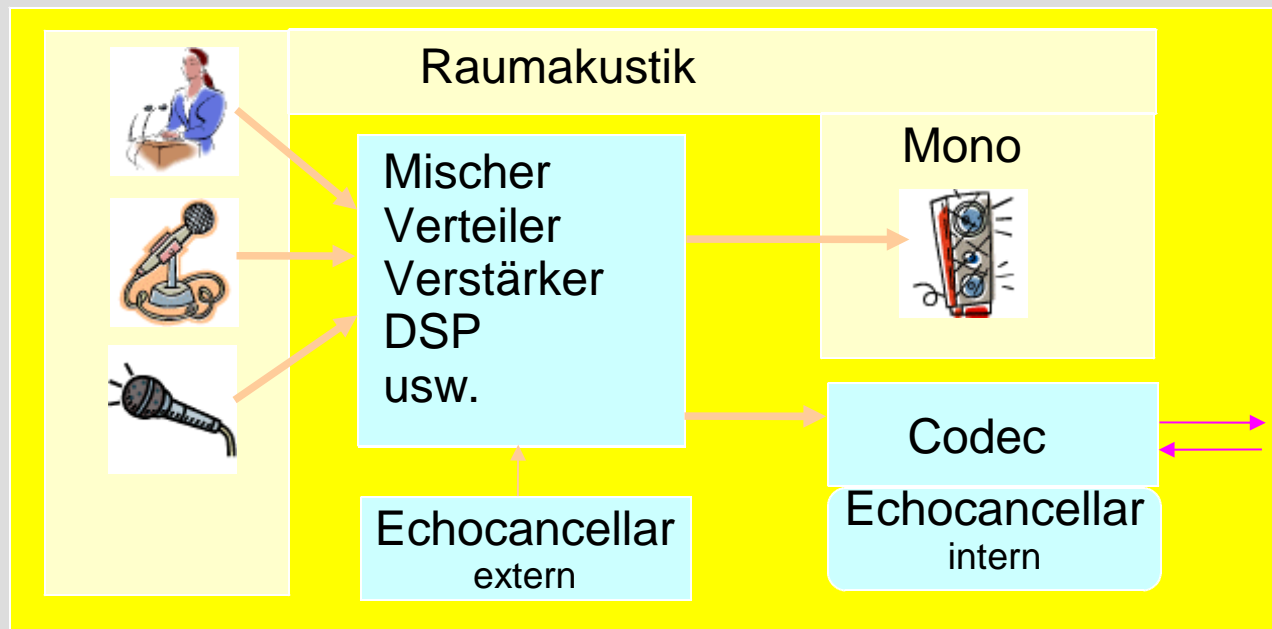 Raumakustik
Mono
Mischer
Verteiler
Verstärker
DSP
usw.
Codec
Echocancellar
extern
Echocancellar
intern